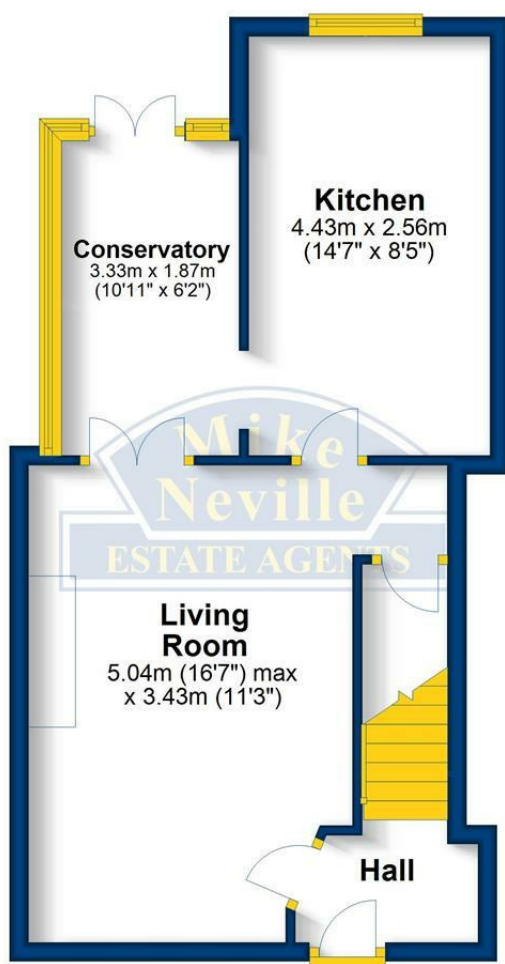 Kitchen
4.43m x 2.56m
(14'7" x 8'5")
Conservatory
3.33m x 1.87m
(10'11" x 6'2")
Mike
Neville
ESTATE AGENTS
Living
Room
5.04m (16'7") max
x 3.43m (11'3")
Hall